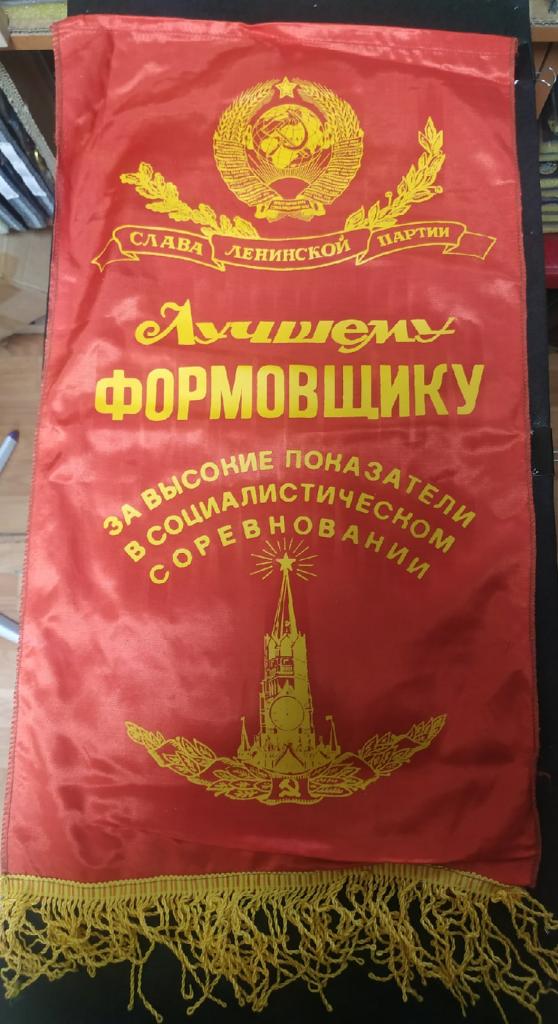 СЛАВА ЛЕНИНСКОЙ ПАРТИИ
Лучшему
ФОРМОВЩИКУ
ЗА ВЫСОКИЕ ПОКАЗАТЕЛИ
В СОЦИАЛИСТИЧЕСКОМ
СОРЕВНОВАНИИ